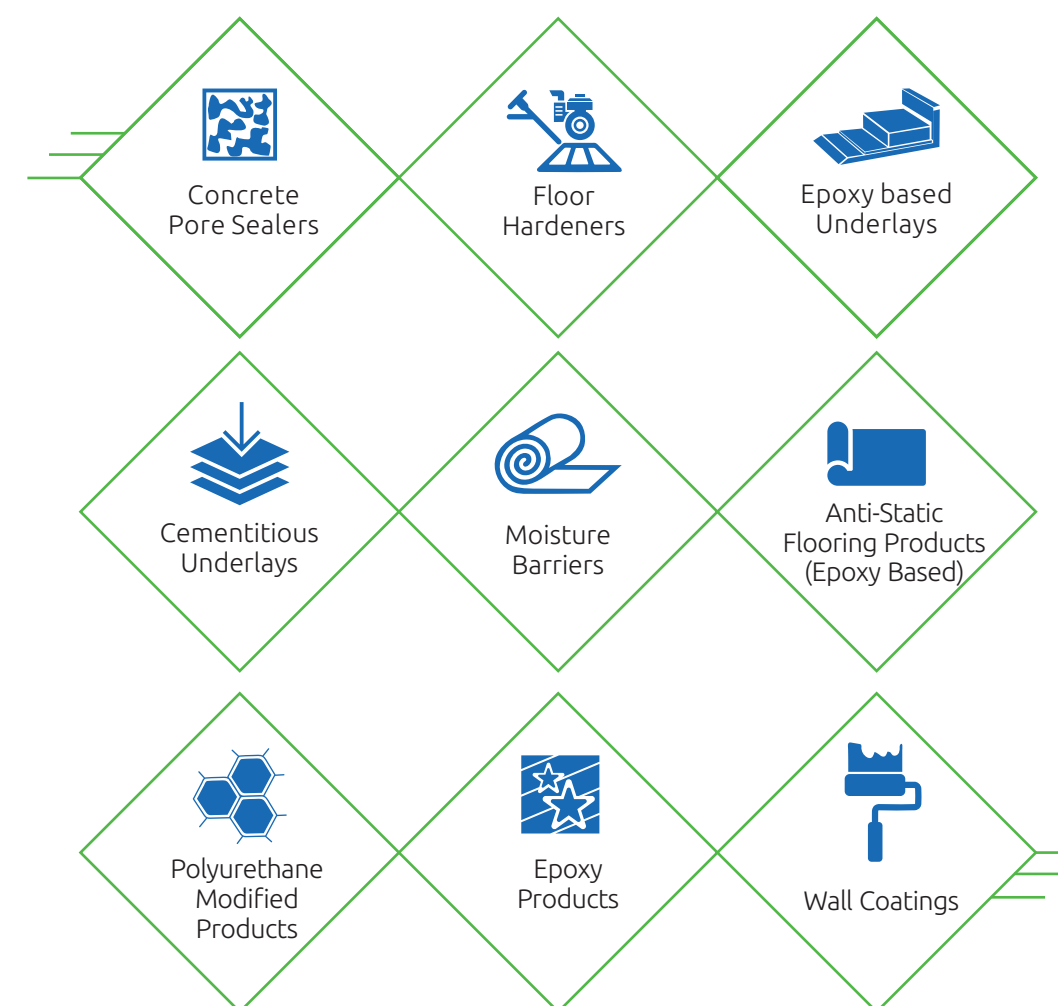 Concrete
Pore Sealers
Floor
Hardeners
Epoxy based
Underlays
Cementitious
Underlays
Moisture
Barriers
Anti-Static
Flooring Products
(Epoxy Based)
Polyurethane
Modified
Products
Epoxy
Products
Wall Coatings